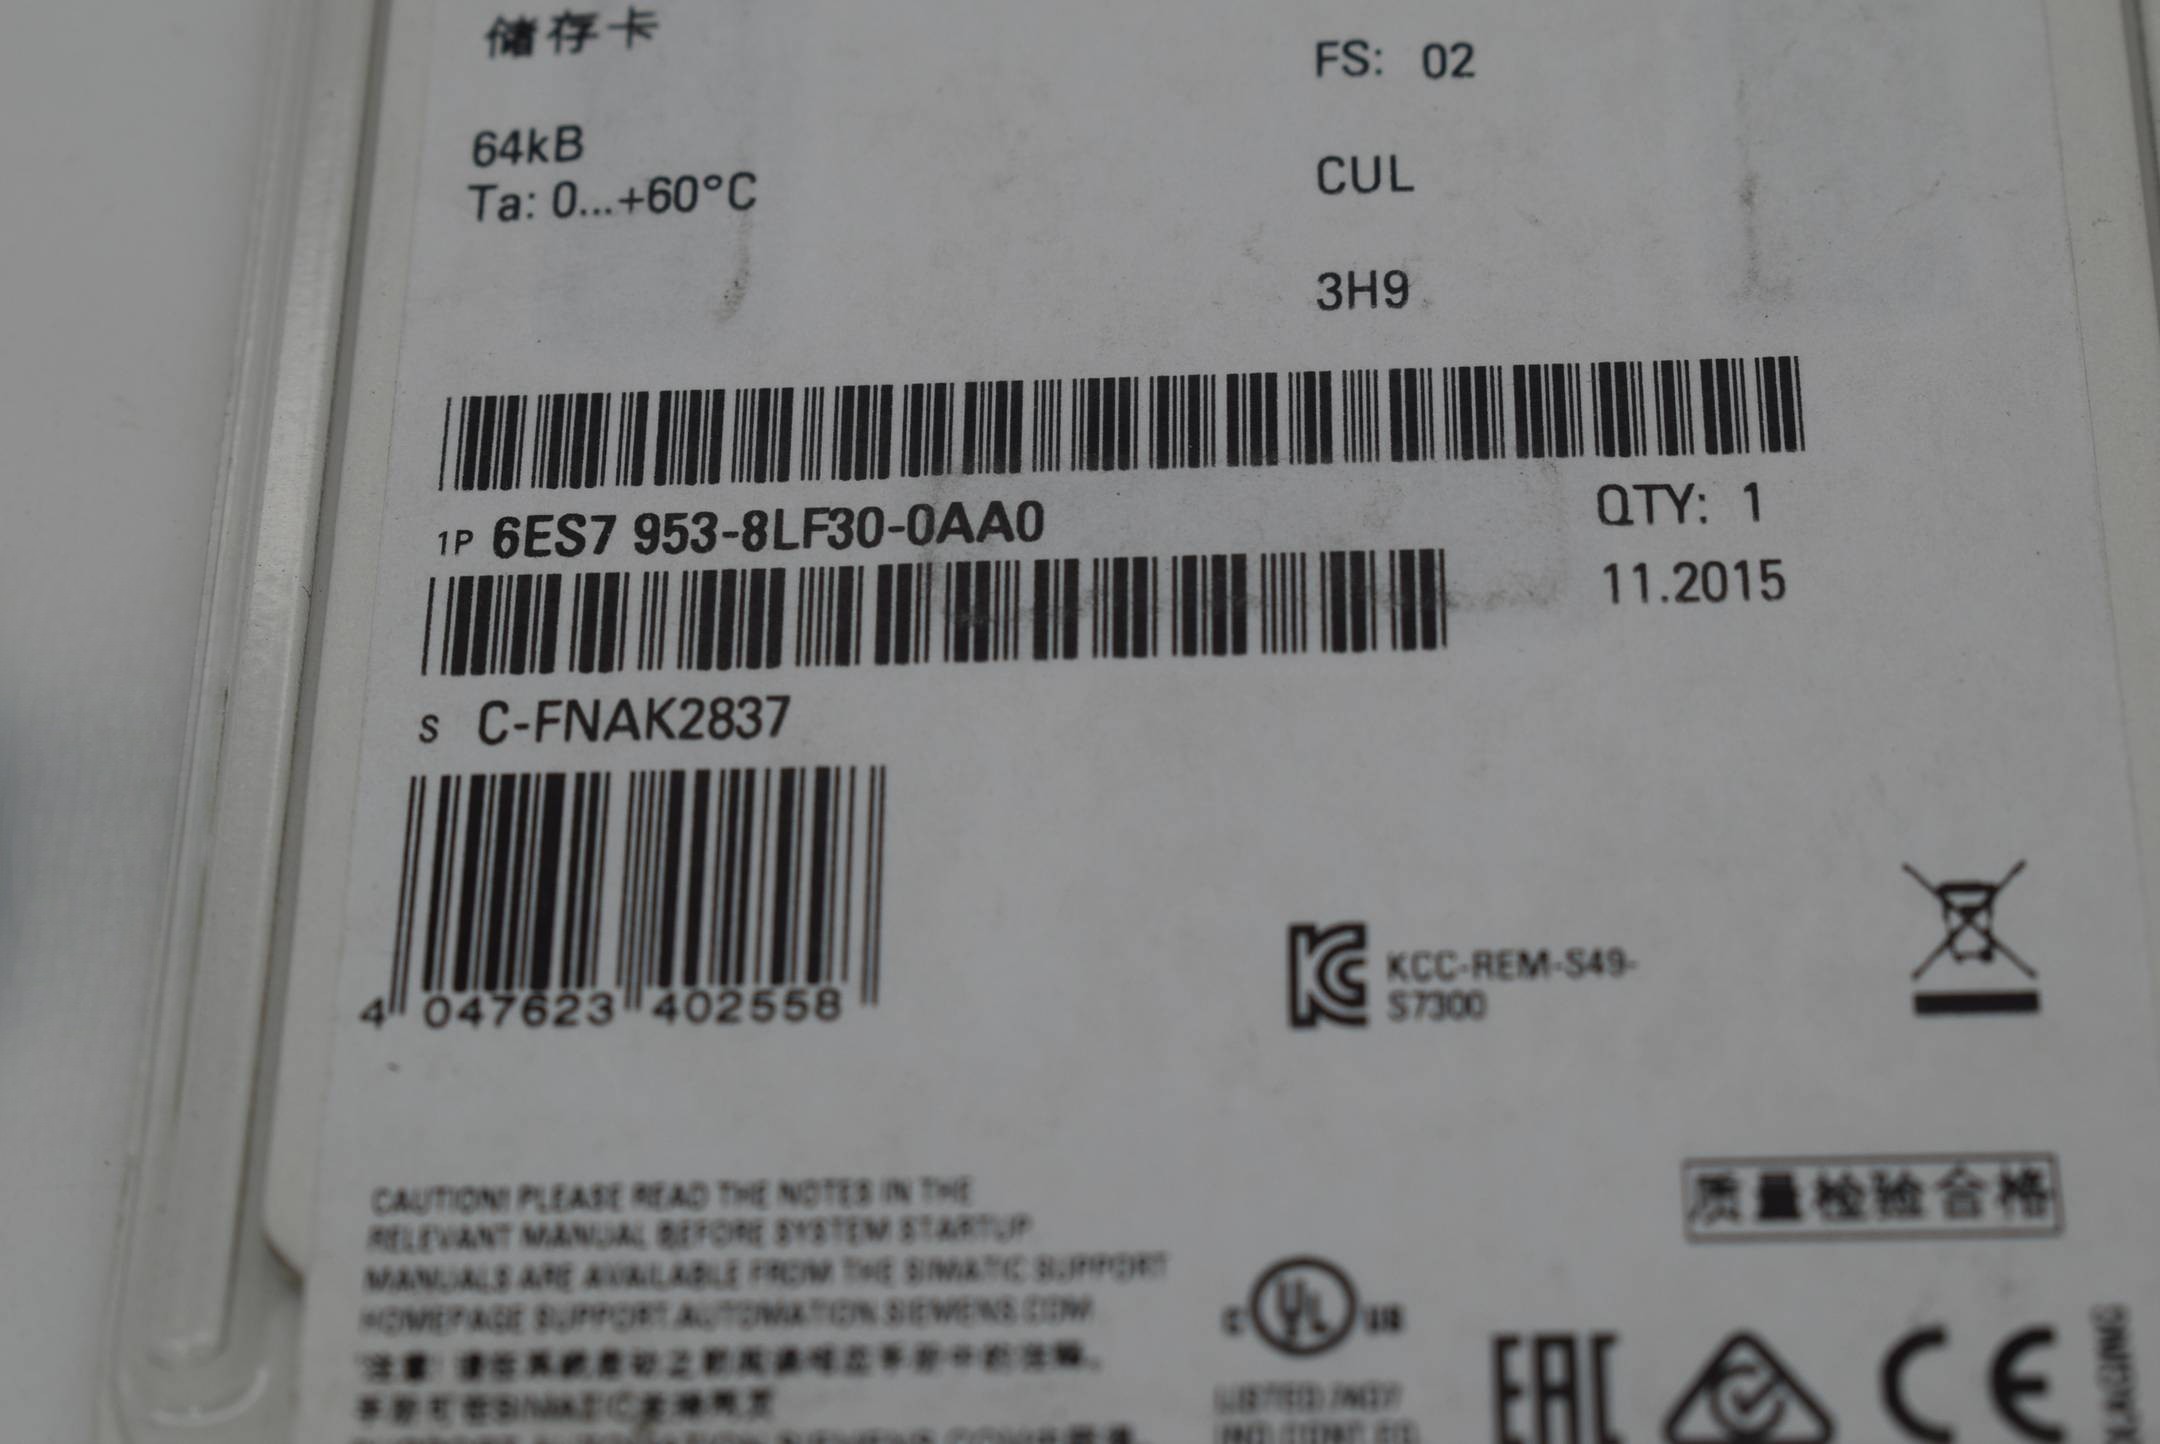 储存卡
FS: 02
64kB
Ta: 0...+60°C
CUL
3H9
1P 6ES7 953-8LF30-0AA0
QTY: 1
11.2015
S C-FNAK2837
4 047623 402558
KCC-REM-S49-
S7300
质量检验合格
CAUTION! PLEASE READ THE NOTES IN THE
RELEVANT MANUAL BEFORE SYSTEM STARTUP
MANUALS ARE AVAILABLE FROM THE SIMATIC SUPPORT
HOMEPAGE SUPPORT.AUTOMATION.SIEMENS.COM
c UL US
LISTED
EAC
CE